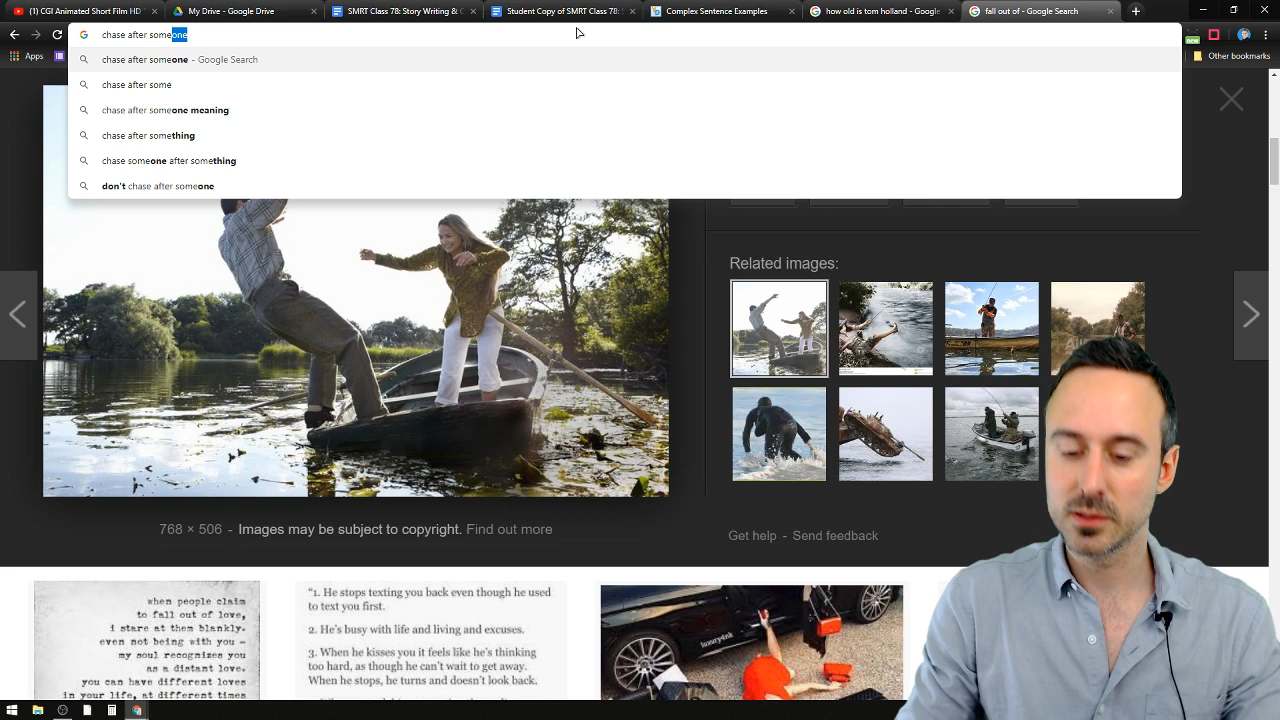 (1) CGI Animated Short Film HD
My Drive - Google Drive
SMRT Class 78: Story Writing & C
Student Copy of SMRT Class 78:
Complex Sentence Examples
how old is tom holland - Google
fall out of - Google Search
chase after someone
Apps
new
Other bookmarks
chase after someone - Google Search
chase after some
chase after someone meaning
chase after something
chase someone after something
don't chase after someone
Related images:
768 × 506 - Images may be subject to copyright. Find out more
Get help - Send feedback
when people claim
to fall out of love,
i stare at them blankly.
even not being with you -
my soul recognizes you
as a distant love.
you can have different loves
in your life, at different times
"1. He stops texting you back even though he used
to text you first.
2. He's busy with life and living and excuses.
3. When he kisses you it feels like he's thinking
too hard, as though he can't wait to get away.
When he stops, he turns and doesn't look back.